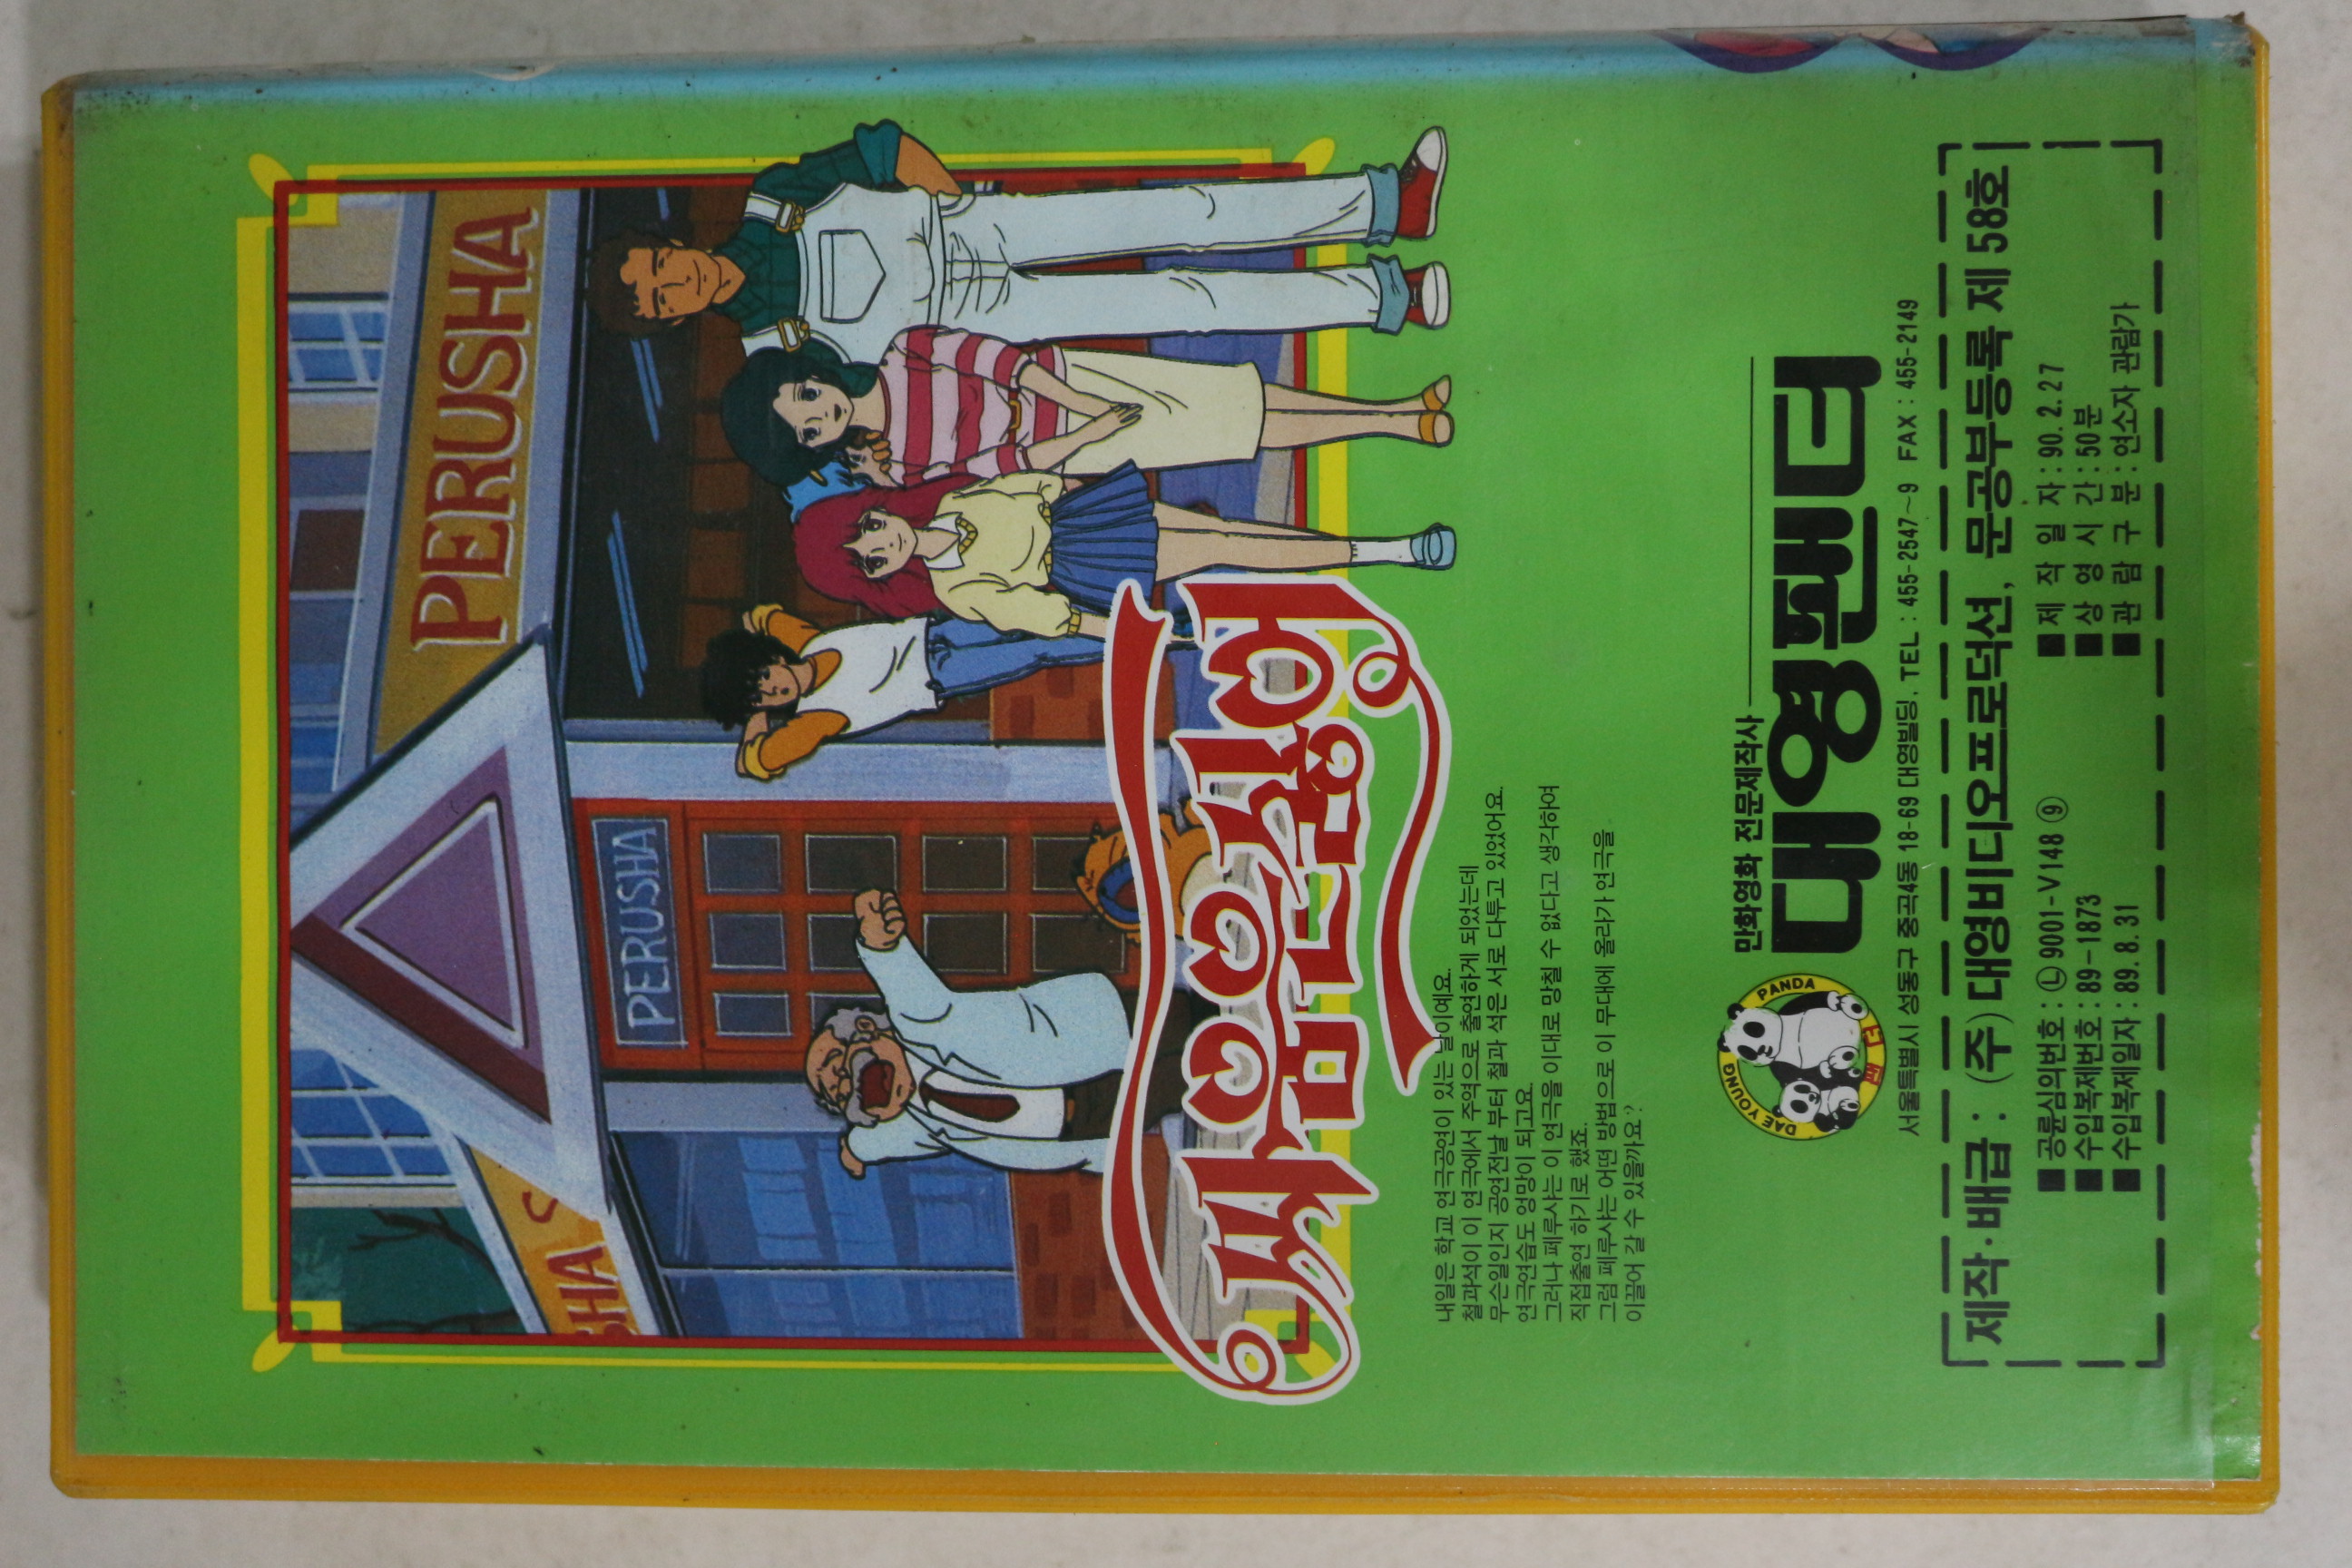 PERUSHA
PERUSHA
SHA
싸움은싫어
내일은 학교 연극공연이 있는 날이예요.
철과석이 이 연극에서 주역으로 출연하게 되었는데
무슨일인지 공연전날 부터 철과 석은 서로 다투고 있었어요.
연극연습도 엉망이 되고요.
그러나 페루샤는 이 연극을 이대로 망칠 수 없다고 생각하여
직접출연 하기로 했죠.
그럼 페루샤는 어떤 방법으로 이 무대에 올라가 연극을
이끌어 갈 수 있을까요?
DAE YOUNG PANDA
팬더
만화영화 전문제작사
대영팬더
서울특별시 성동구 중곡4동 18-69 대영빌딩. TEL : 455-2547~9 FAX : 455-2149
제작·배급 : (주) 대영비디오프로덕션, 문공부등록 제 58호
■공륜심의번호 : Ⓛ9001-V148 ⑨ ■제 작 일 자 : 90. 2. 27
■수입복제번호 : 89-1873 ■상 영 시 간 : 50분
■수입복제일자 : 89. 8. 31 ■관 람 구 분 : 연소자 관람가